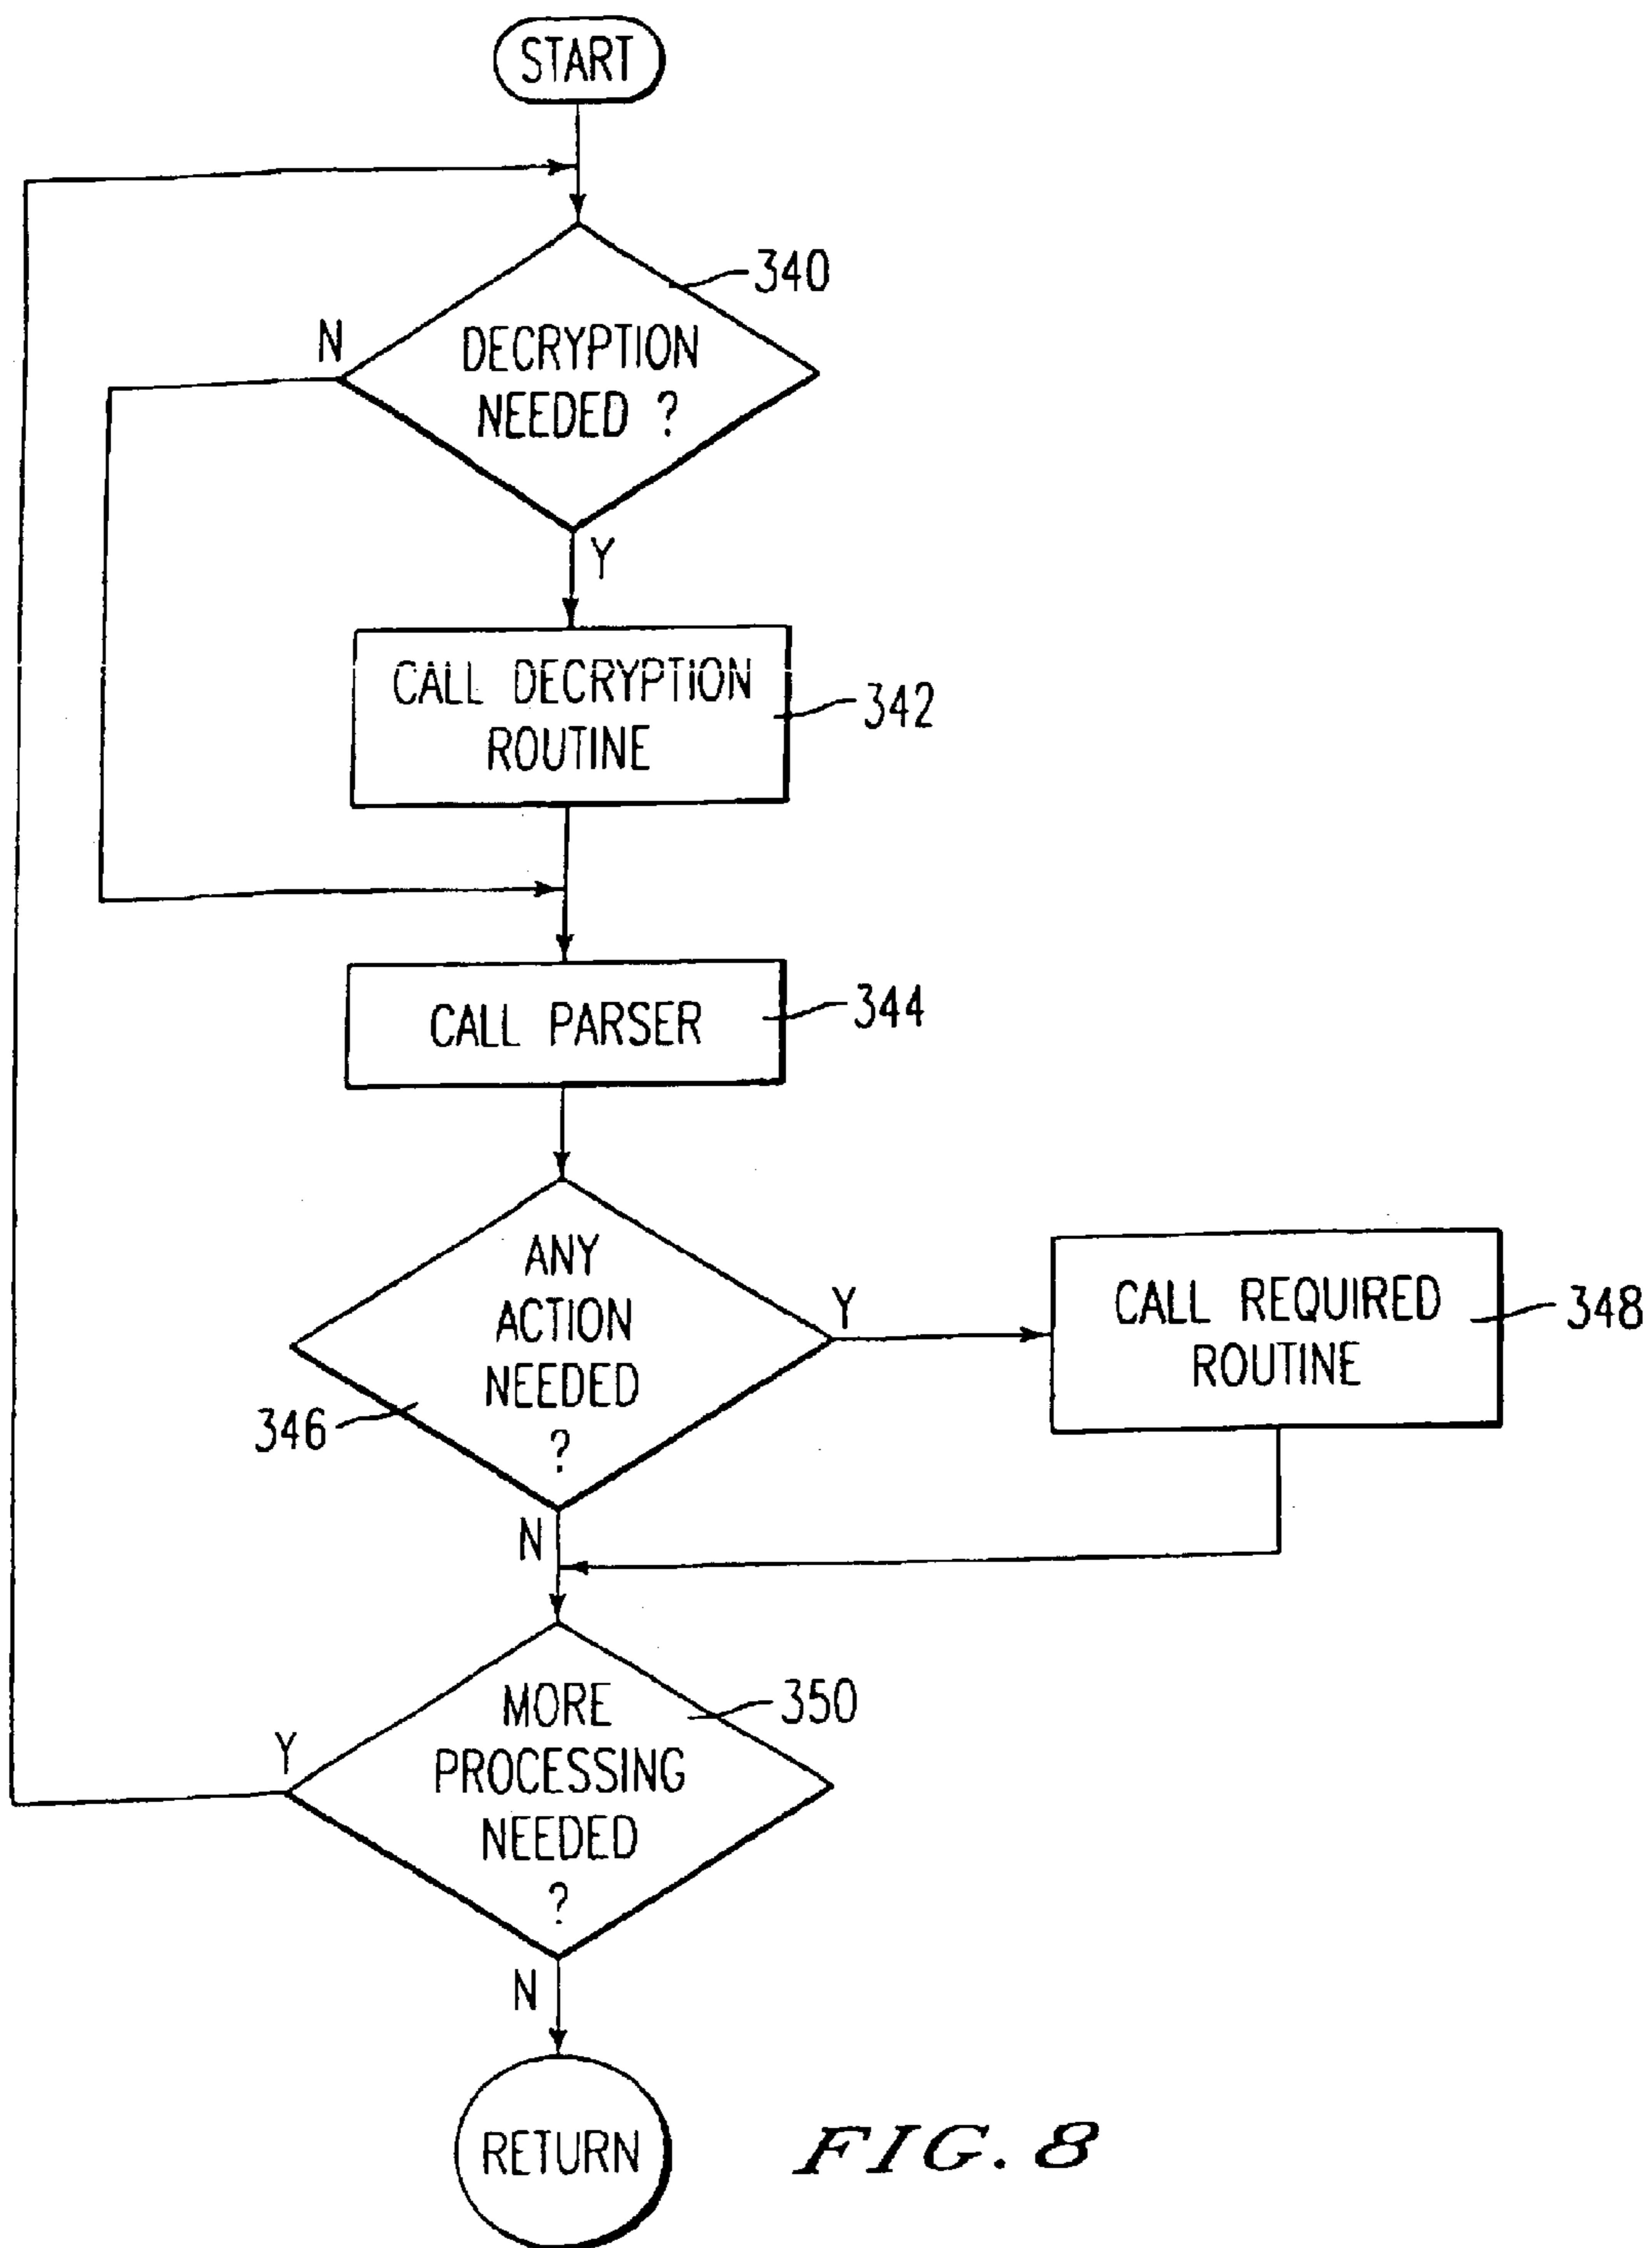 START
340
N
DECRYPTION
NEEDED ?
Y
CALL DECRYPTION
ROUTINE
342
CALL PARSER
344
ANY
ACTION
NEEDED
?
346
Y
CALL REQUIRED
ROUTINE
348
N
MORE
PROCESSING
NEEDED
?
350
Y
N
RETURN
FIG. 8